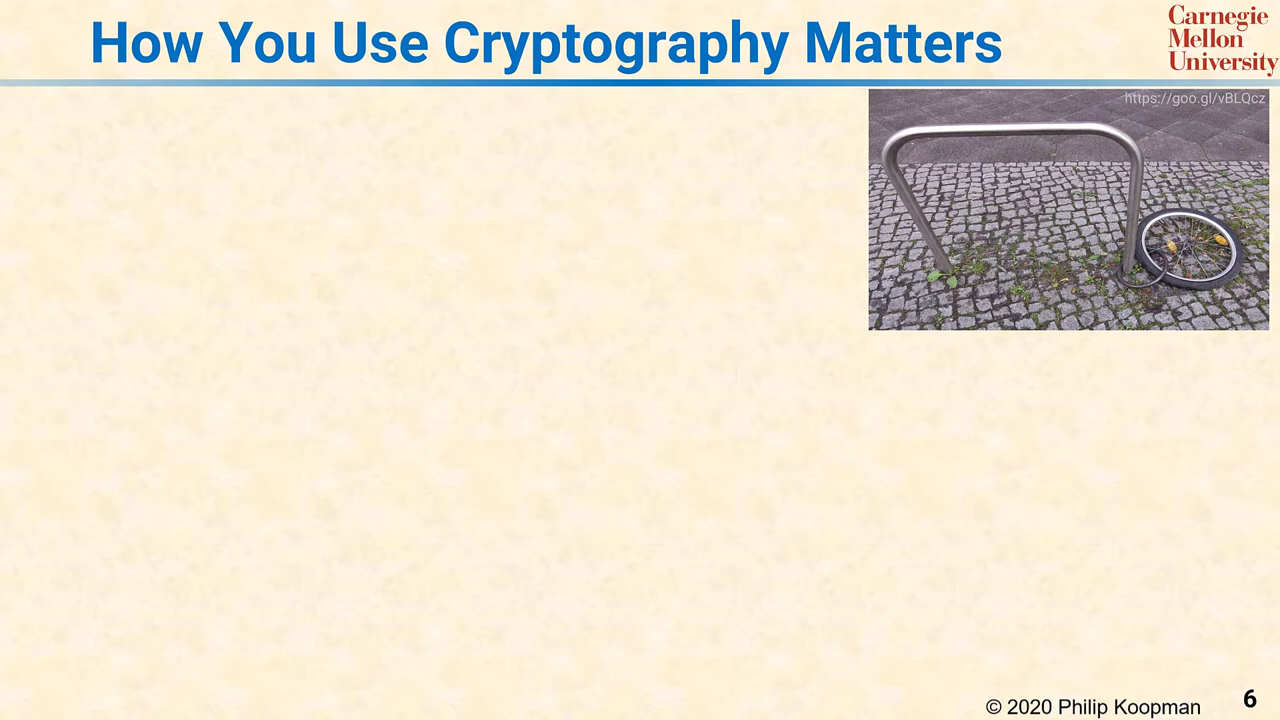 How You Use Cryptography Matters
Carnegie
Mellon
University
https://goo.gl/vBLQcz
© 2020 Philip Koopman
6